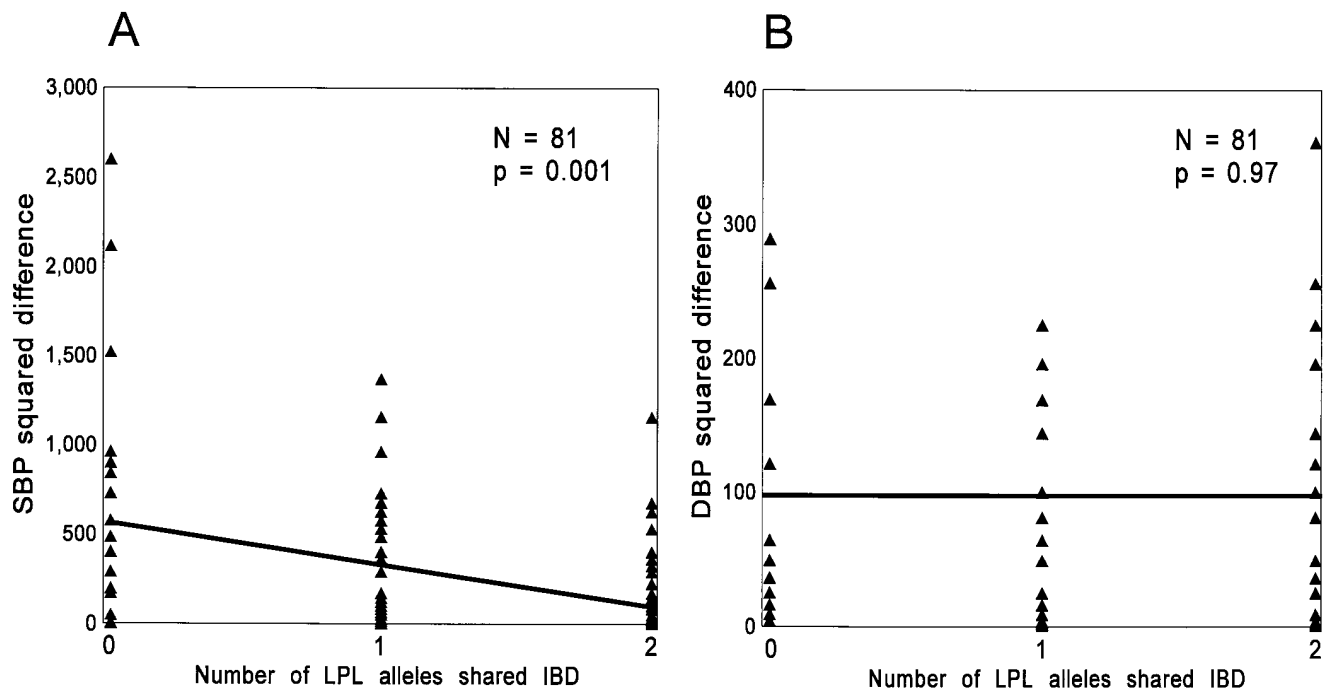 A
SBP squared difference
3,000
2,500
2,000
1,500
1,000
500
0
N = 81
p = 0.001
0 1 2
Number of LPL alleles shared IBD
B
DBP squared difference
400
300
200
100
0
N = 81
p = 0.97
0 1 2
Number of LPL alleles shared IBD